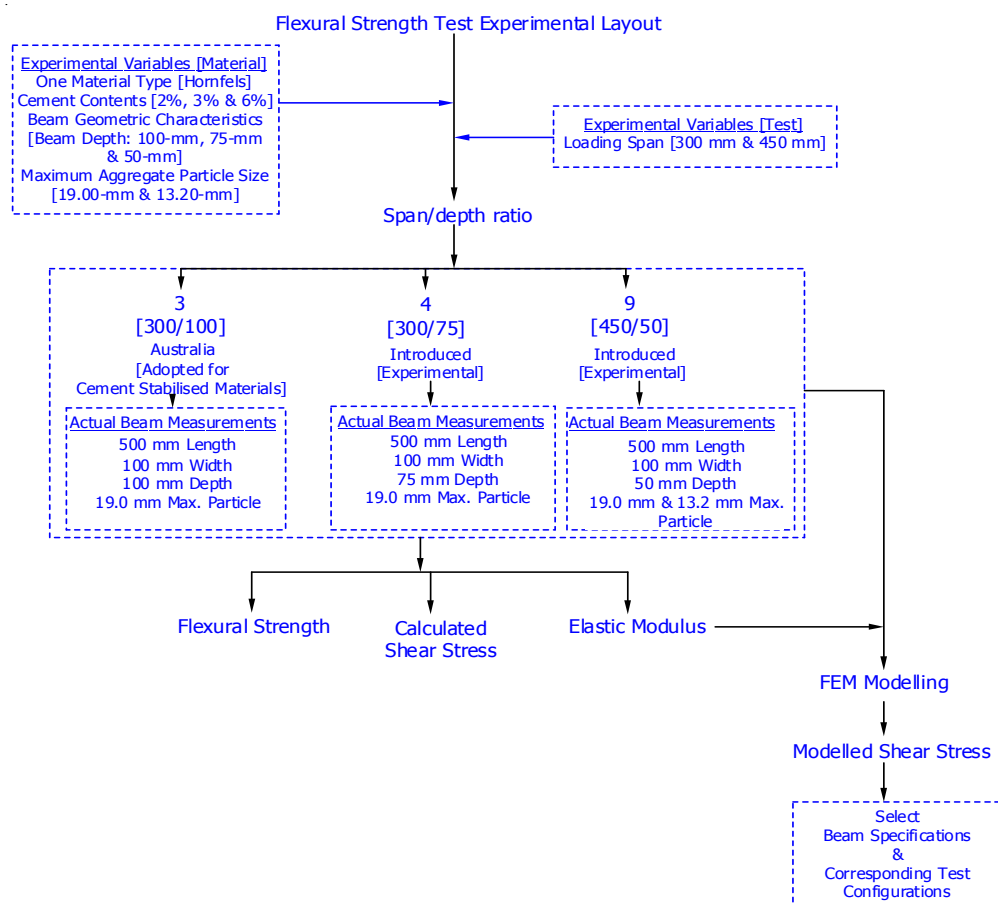 Flexural Strength Test Experimental Layout
Experimental Variables [Material]
One Material Type [Hornfels]
Cement Contents [2%, 3% & 6%]
Beam Geometric Characteristics
[Beam Depth: 100-mm, 75-mm
& 50-mm]
Maximum Aggregate Particle Size
[19.00-mm & 13.20-mm]
Experimental Variables [Test]
Loading Span [300 mm & 450 mm]
Span/depth ratio
3
[300/100]
Australia
[Adopted for
Cement Stabilised Materials]
Actual Beam Measurements
500 mm Length
100 mm Width
100 mm Depth
19.0 mm Max. Particle
4
[300/75]
Introduced
[Experimental]
Actual Beam Measurements
500 mm Length
100 mm Width
75 mm Depth
19.0 mm Max. Particle
9
[450/50]
Introduced
[Experimental]
Actual Beam Measurements
500 mm Length
100 mm Width
50 mm Depth
19.0 mm & 13.2 mm Max.
Particle
Flexural Strength
Calculated
Shear Stress
Elastic Modulus
FEM Modelling
Modelled Shear Stress
Select
Beam Specifications
&
Corresponding Test
Configurations